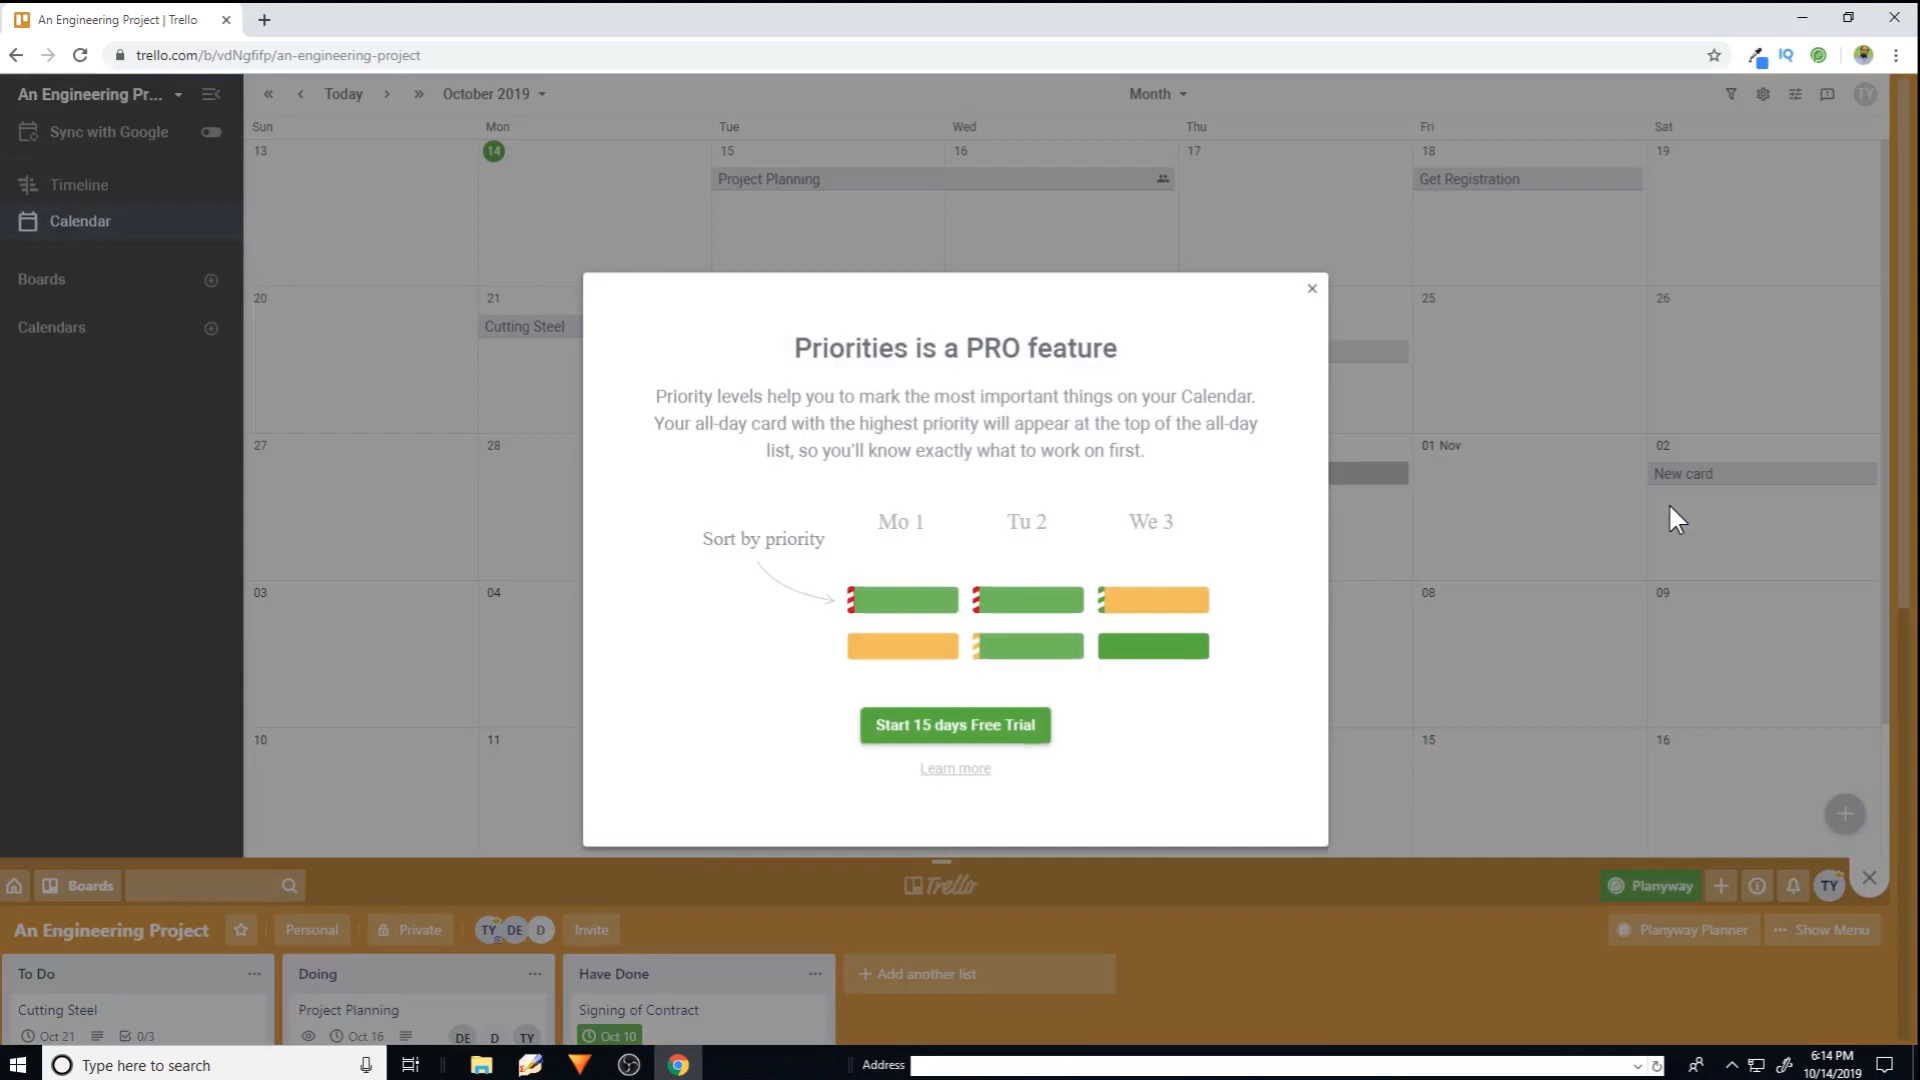 An Engineering Project | Trello
trello.com/b/vdNgfifp/an-engineering-project
IQ
An Engineering Pr...
Today
October 2019
Month
TY
Sync with Google
Timeline
Calendar
Boards
Calendars
Sun Mon Tue Wed Thu Fri Sat
13 14 15 16 17 18 19
Project Planning
Get Registration
20 21 25 26
Cutting Steel
27 28 01 Nov 02
New card
03 04 08 09
10 11 15 16
Priorities is a PRO feature
Priority levels help you to mark the most important things on your Calendar.
Your all-day card with the highest priority will appear at the top of the all-day
list, so you'll know exactly what to work on first.
Mo 1 Tu 2 We 3
Sort by priority
Start 15 days Free Trial
Learn more
Boards
Trello
Planyway
TY
An Engineering Project
Personal
Private
TY DE D
Invite
Planyway Planner
Show Menu
To Do
Cutting Steel
Oct 21 0/3
Doing
Project Planning
Oct 16 DE D TY
Have Done
Signing of Contract
Oct 10
Add another list
Type here to search
Address
6:14 PM
10/14/2019